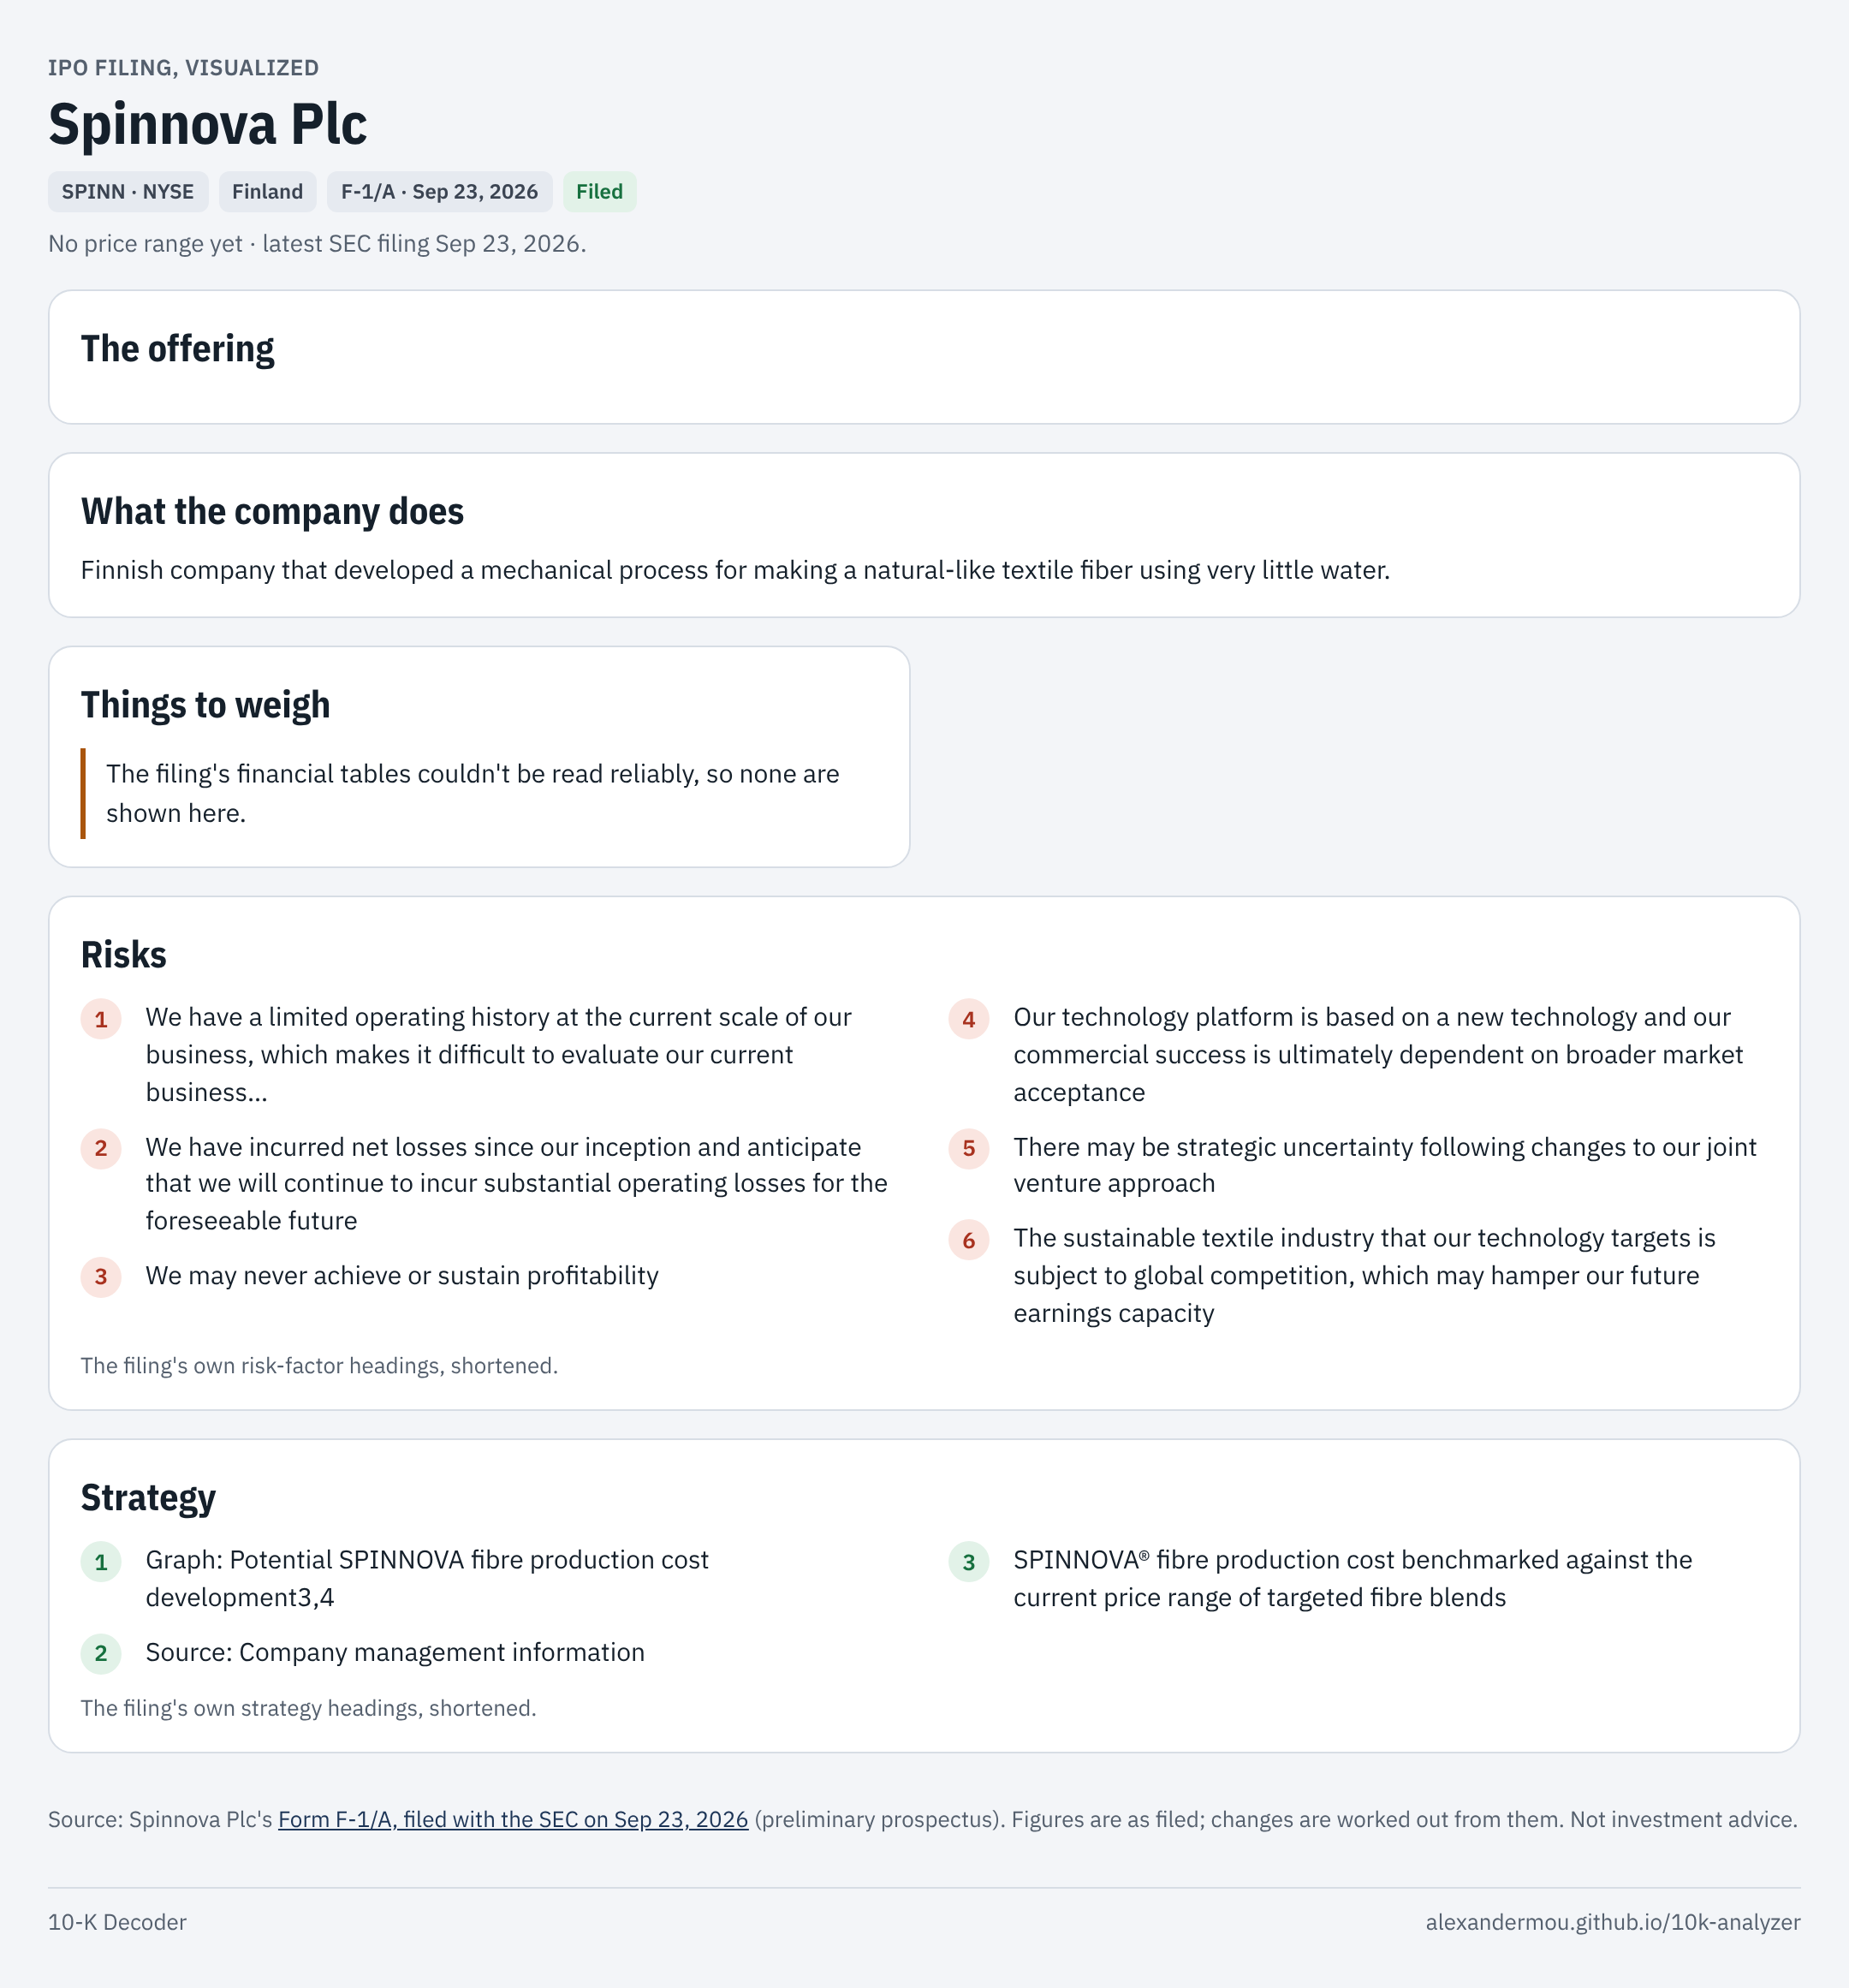 IPO FILING, VISUALIZED
Spinnova Plc
SPINN · NYSE
Finland
F-1/A · Sep 23, 2026
Filed
No price range yet · latest SEC filing Sep 23, 2026.
The offering
What the company does
Finnish company that developed a mechanical process for making a natural-like textile fiber using very little water.
Things to weigh
The filing's financial tables couldn't be read reliably, so none are
shown here.
Risks
1
We have a limited operating history at the current scale of our
business, which makes it difficult to evaluate our current
business…
2
We have incurred net losses since our inception and anticipate
that we will continue to incur substantial operating losses for the
foreseeable future
3
We may never achieve or sustain profitability
4
Our technology platform is based on a new technology and our
commercial success is ultimately dependent on broader market
acceptance
5
There may be strategic uncertainty following changes to our joint
venture approach
6
The sustainable textile industry that our technology targets is
subject to global competition, which may hamper our future
earnings capacity
The filing's own risk-factor headings, shortened.
Strategy
1
Graph: Potential SPINNOVA fibre production cost
development3,4
2
Source: Company management information
3
SPINNOVA® fibre production cost benchmarked against the
current price range of targeted fibre blends
The filing's own strategy headings, shortened.
Source: Spinnova Plc's Form F-1/A, filed with the SEC on Sep 23, 2026 (preliminary prospectus). Figures are as filed; changes are worked out from them. Not investment advice.
10-K Decoder
alexandermou.github.io/10k-analyzer